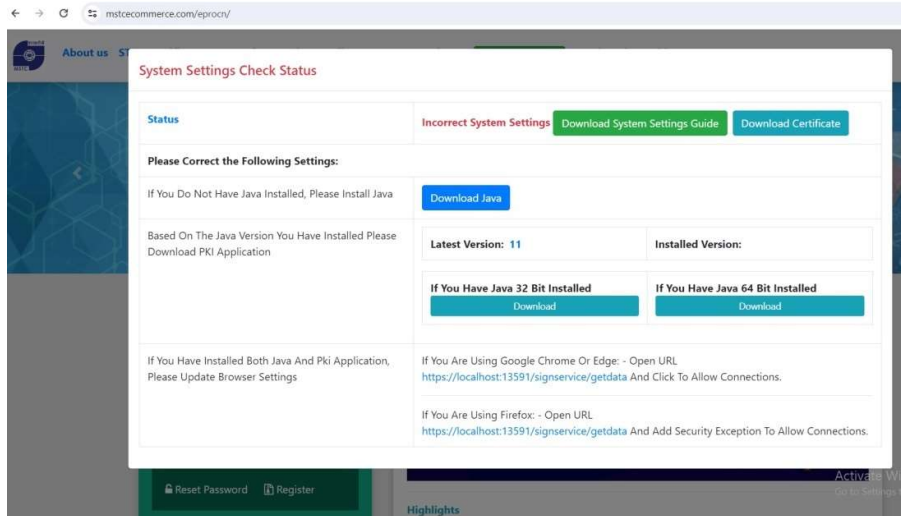 mstcecommerce.com/eprocn/
About us ST
System Settings Check Status
Status
Incorrect System Settings Download System Settings Guide Download Certificate
Please Correct the Following Settings:
If You Do Not Have Java Installed, Please Install Java
Download Java
Based On The Java Version You Have Installed Please
Download PKI Application
Latest Version: 11 Installed Version:
If You Have Java 32 Bit Installed
Download
If You Have Java 64 Bit Installed
Download
If You Have Installed Both Java And Pki Application,
Please Update Browser Settings
If You Are Using Google Chrome Or Edge: - Open URL
https://localhost:13591/signservice/getdata And Click To Allow Connections.
If You Are Using Firefox: - Open URL
https://localhost:13591/signservice/getdata And Add Security Exception To Allow Connections.
Reset Password Register
Highlights
Activate Wi
Go to Settings